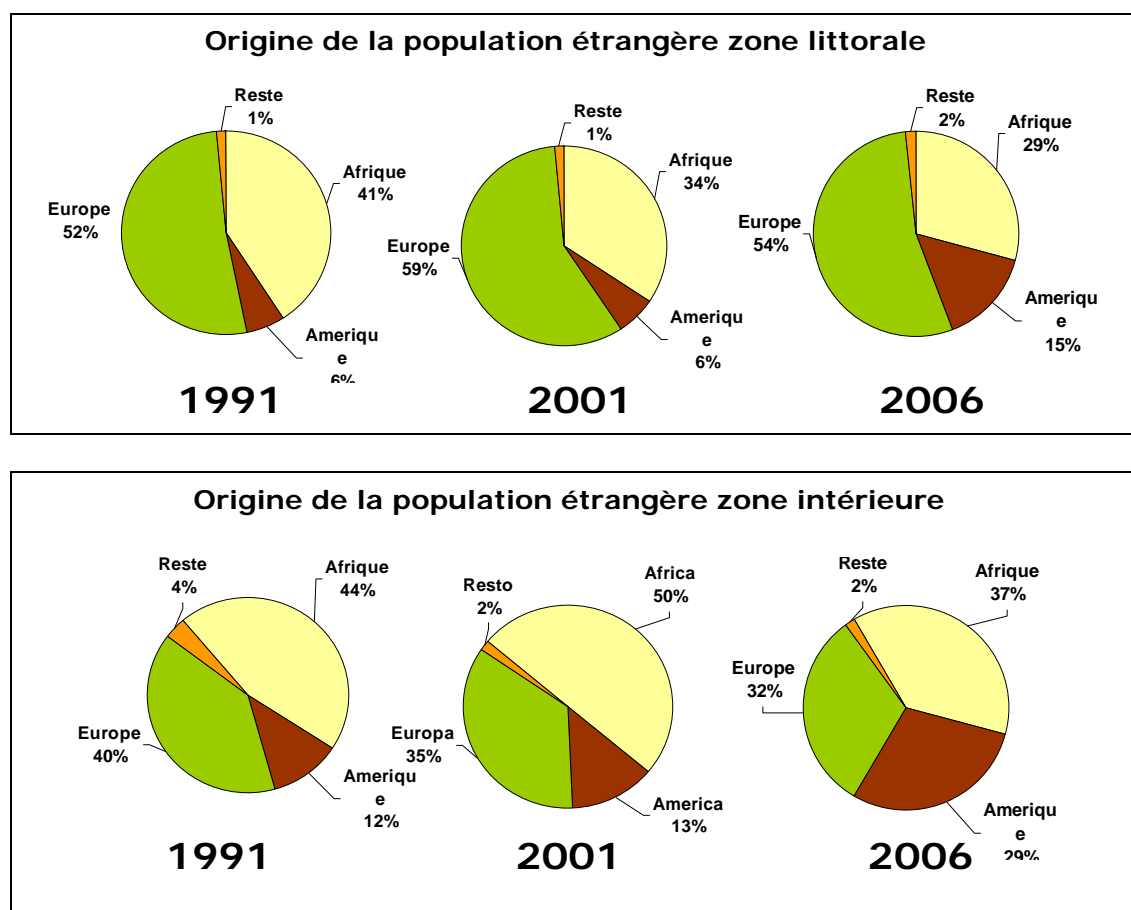 Origine de la population étrangère zone littorale
Reste
1%
Afrique
41%
Europe
52%
Ameriqu
e
6%
1991
Reste
1%
Afrique
34%
Europe
59%
Ameriqu
e
6%
2001
Reste
2%
Afrique
29%
Europe
54%
Ameriqu
e
15%
2006
Origine de la population étrangère zone intérieure
Reste
4%
Afrique
44%
Europe
40%
Ameriqu
e
12%
1991
Resto
2%
Africa
50%
Europa
35%
America
13%
2001
Reste
2%
Afrique
37%
Europe
32%
Ameriqu
e
29%
2006